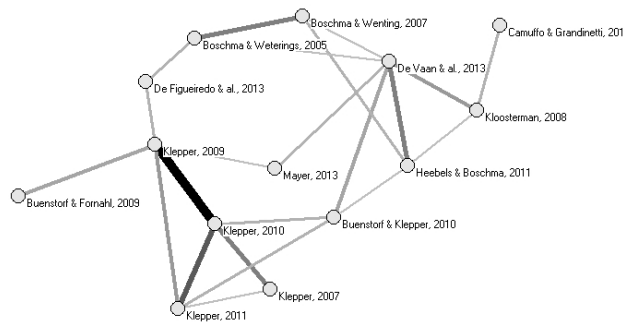 Boschma & Wenting, 2007
Camuffo & Grandinetti, 201
Boschma & Weterings, 2005
De Vaan & al., 2013
De Figueiredo & al., 2013
Kloosterman, 2008
Klepper, 2009
Mayer, 2013
Heebels & Boschma, 2011
Buenstorf & Fornahl, 2009
Buenstorf & Klepper, 2010
Klepper, 2010
Klepper, 2007
Klepper, 2011